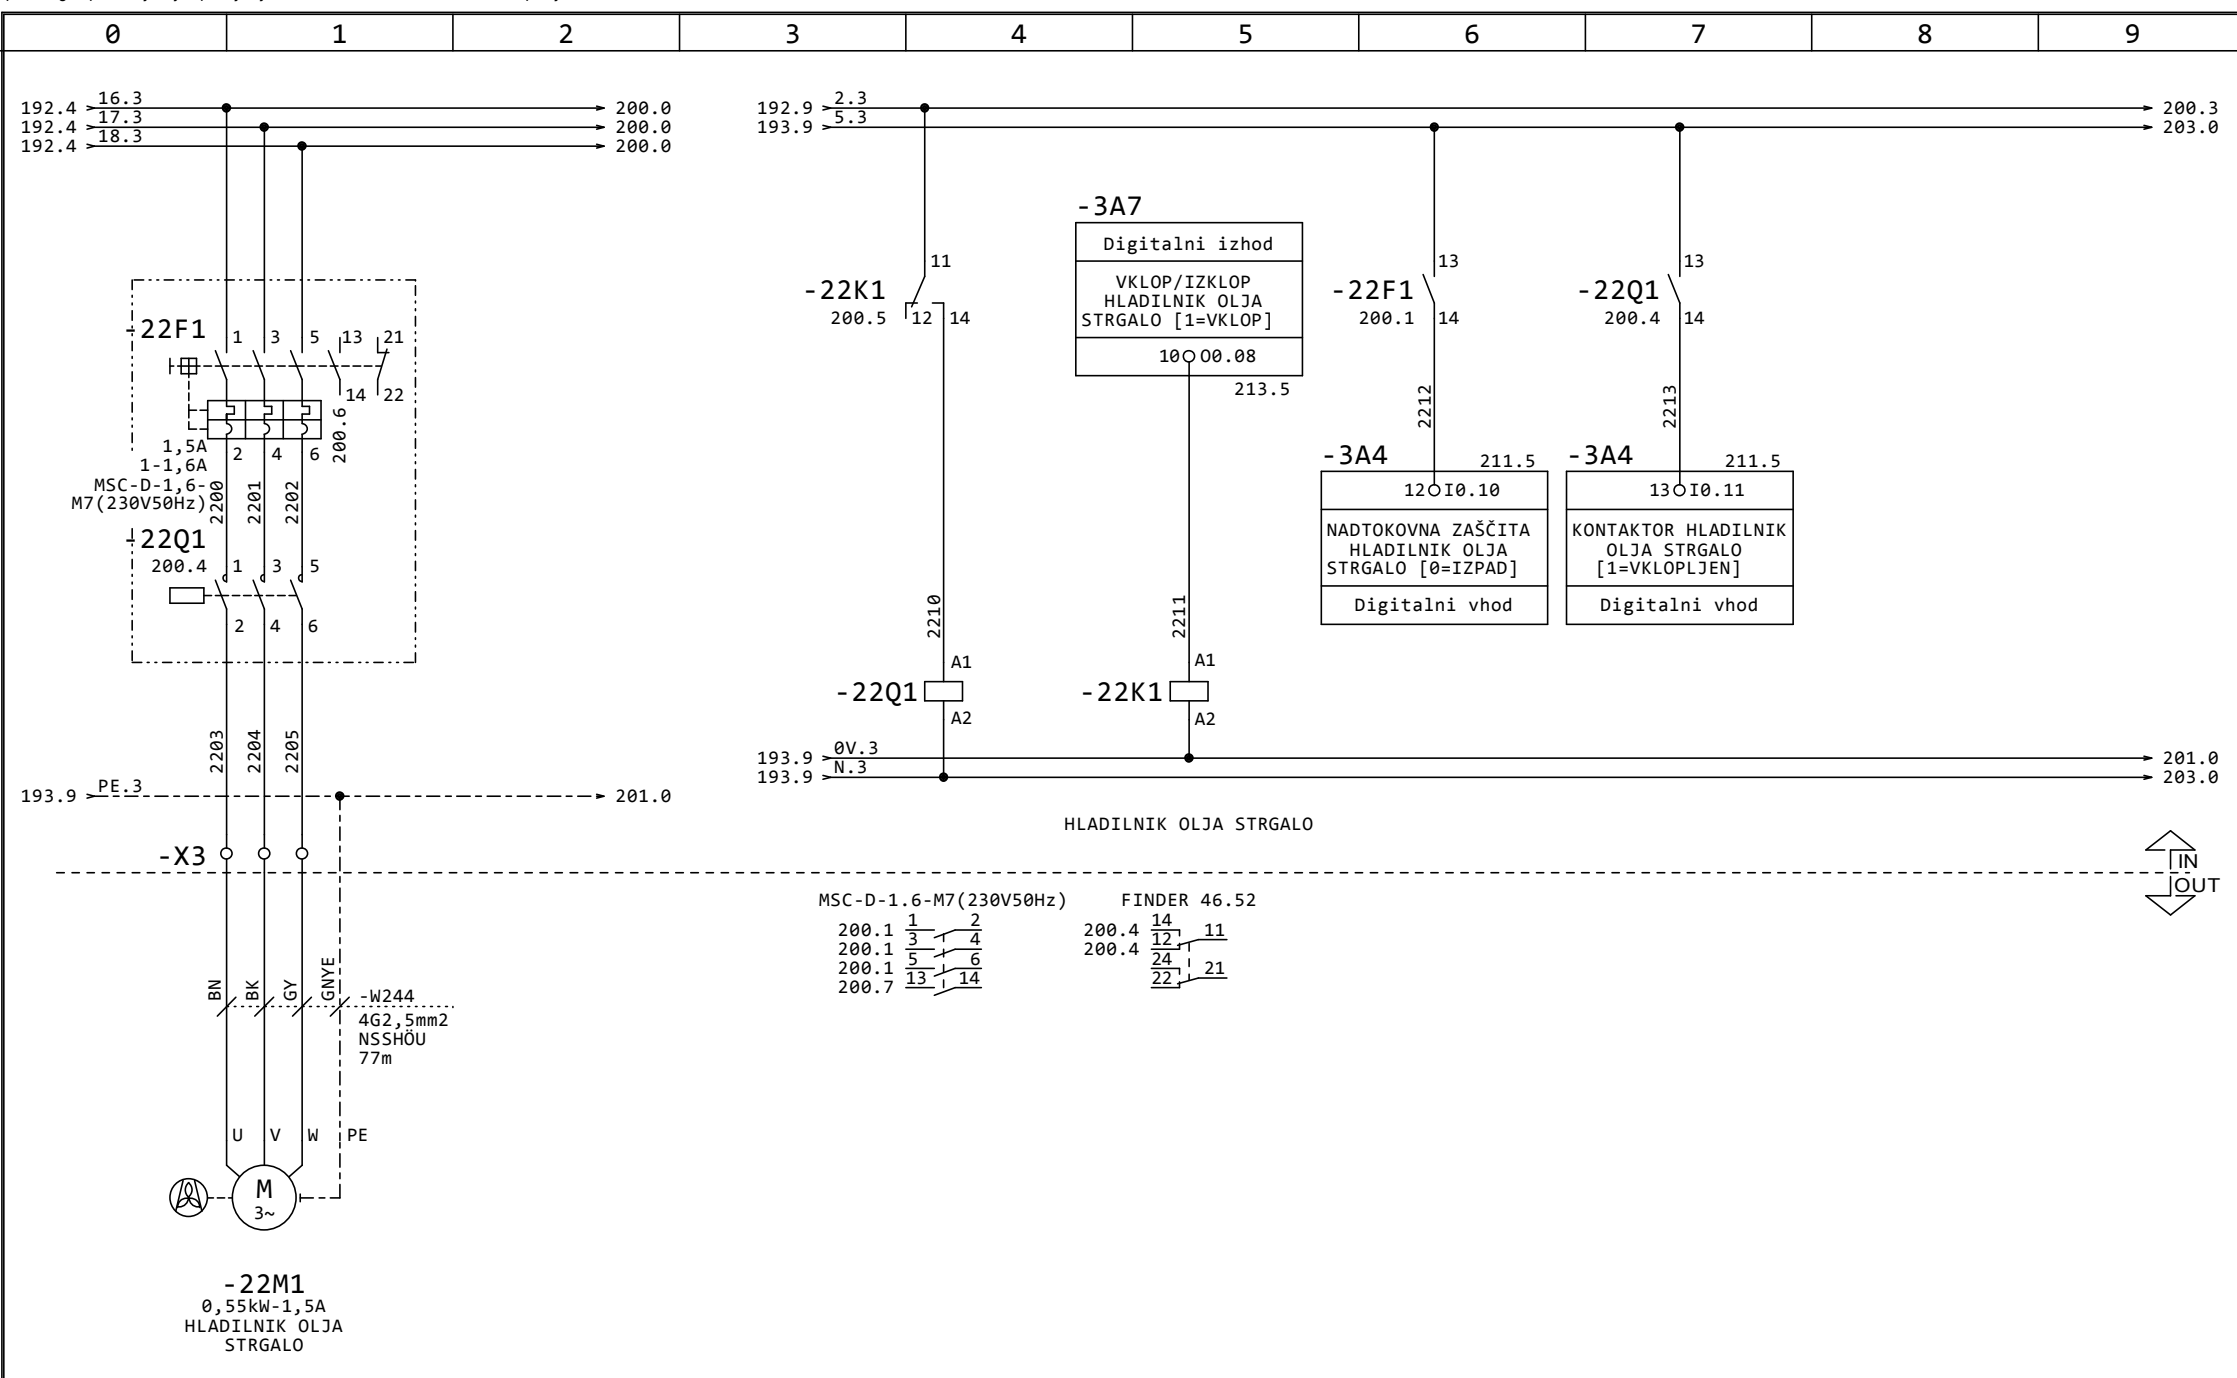 0 1 2 3 4 5 6 7 8 9
192.4 16.3 200.0
192.4 17.3 200.0
192.4 18.3 200.0
192.9 2.3 200.3
193.9 5.3 203.0
-22F1
1 3 5 13 21
14 22
200.6
1,5A
1-1,6A
MSC-D-1,6-
M7(230V50Hz)
2 4 6
2200 2201 2202
-22Q1
200.4
1 3 5
2 4 6
2203 2204 2205
193.9 PE.3 201.0
-X3
BN BK GY GNYE
-W244
4G2,5mm2
NSSHÖU
77m
U V W PE
M
3~
-22M1
0,55kW-1,5A
HLADILNIK OLJA
STRGALO
-22K1
200.5
11
12 14
2210
-22Q1
A1
A2
-3A7
Digitalni izhod
VKLOP/IZKLOP
HLADILNIK OLJA
STRGALO [1=VKLOP]
10 O0.08
213.5
2211
-22K1
A1
A2
-22F1
200.1
13
14
2212
-3A4 211.5
12 I0.10
NADTOKOVNA ZAŠČITA
HLADILNIK OLJA
STRGALO [0=IZPAD]
Digitalni vhod
-22Q1
200.4
13
14
2213
-3A4 211.5
13 I0.11
KONTAKTOR HLADILNIK
OLJA STRGALO
[1=VKLOPLJEN]
Digitalni vhod
193.9 0V.3 201.0
193.9 N.3 203.0
HLADILNIK OLJA STRGALO
IN
OUT
MSC-D-1.6-M7(230V50Hz)
200.1 1 2
200.1 3 4
200.1 5 6
200.7 13 14
FINDER 46.52
200.4 14 11
200.4 12
24 21
22